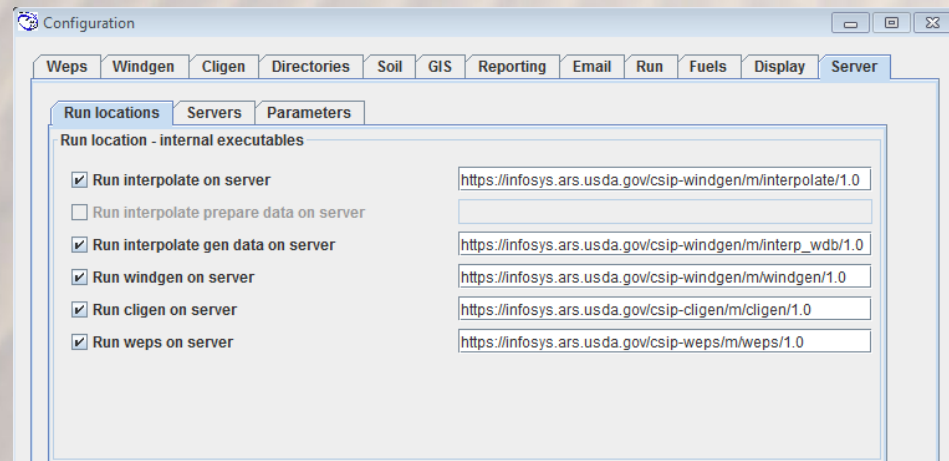 Configuration
Weps Windgen Cligen Directories Soil GIS Reporting Email Run Fuels Display Server
Run locations Servers Parameters
Run location - internal executables
Run interpolate on server https://infosys.ars.usda.gov/csip-windgen/m/interpolate/1.0
Run interpolate prepare data on server
Run interpolate gen data on server https://infosys.ars.usda.gov/csip-windgen/m/interp_wdb/1.0
Run windgen on server https://infosys.ars.usda.gov/csip-windgen/m/windgen/1.0
Run cligen on server https://infosys.ars.usda.gov/csip-cligen/m/cligen/1.0
Run weps on server https://infosys.ars.usda.gov/csip-weps/m/weps/1.0